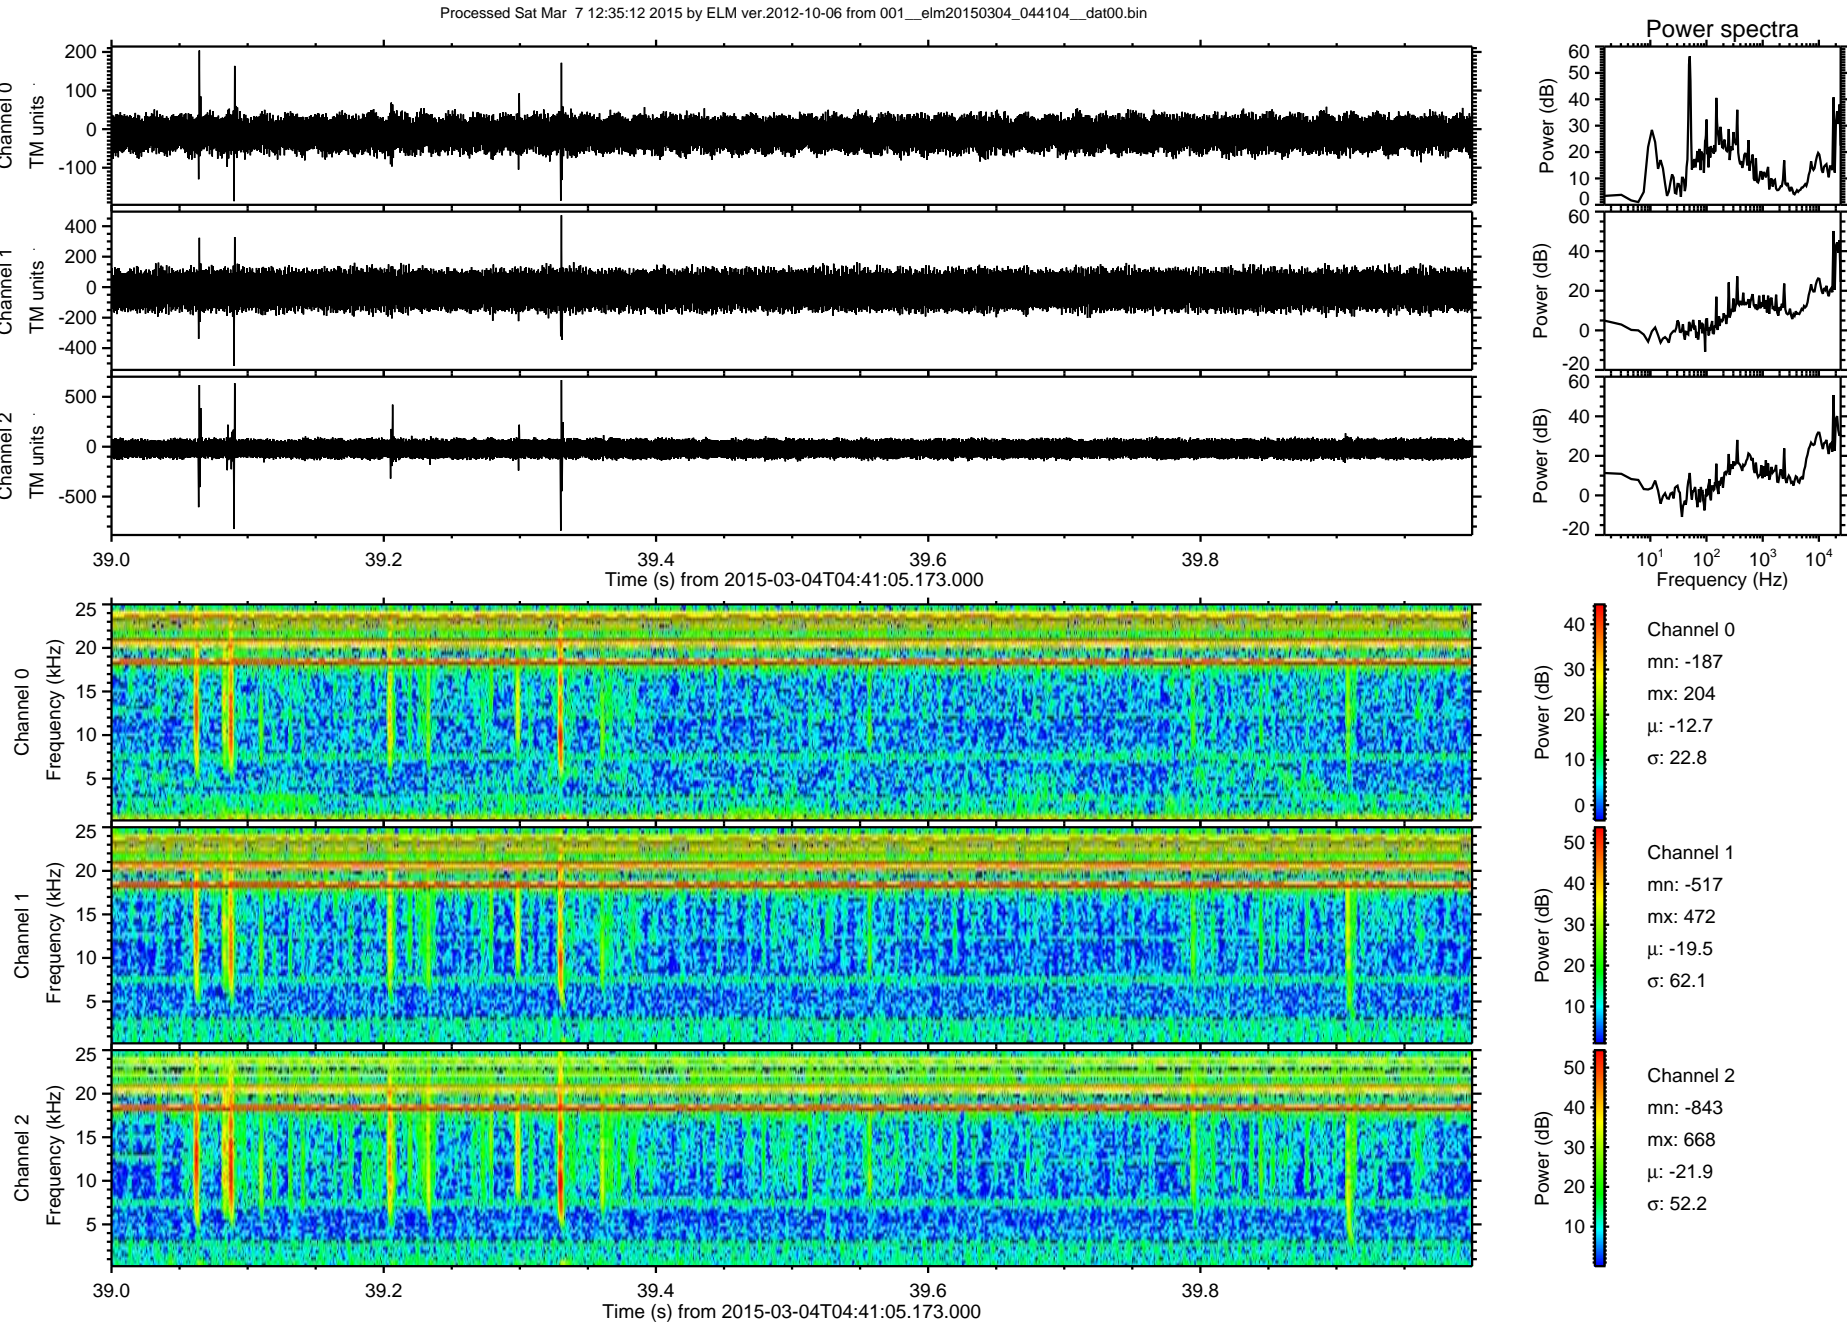 Processed Sat Mar 7 12:35:12 2015 by ELM ver.2012-10-06 from 001__elm20150304_044104__dat00.bin
Power spectra
Channel 0
TM units
200
100
0
-100
Power (dB)
60
50
40
30
20
10
0
Channel 1
TM units
400
200
0
-200
-400
Power (dB)
60
40
20
0
-20
Channel 2
TM units
500
0
-500
Power (dB)
60
40
20
0
-20
39.0 39.2 39.4 39.6 39.8
Time (s) from 2015-03-04T04:41:05.173.000
10¹ 10² 10³ 10⁴
Frequency (Hz)
Channel 0
Frequency (kHz)
25
20
15
10
5
Power (dB)
40
30
20
10
0
Channel 0
mn: -187
mx: 204
μ: -12.7
σ: 22.8
Channel 1
Frequency (kHz)
25
20
15
10
5
Power (dB)
50
40
30
20
10
Channel 1
mn: -517
mx: 472
μ: -19.5
σ: 62.1
Channel 2
Frequency (kHz)
25
20
15
10
5
Power (dB)
50
40
30
20
10
Channel 2
mn: -843
mx: 668
μ: -21.9
σ: 52.2
39.0 39.2 39.4 39.6 39.8
Time (s) from 2015-03-04T04:41:05.173.000